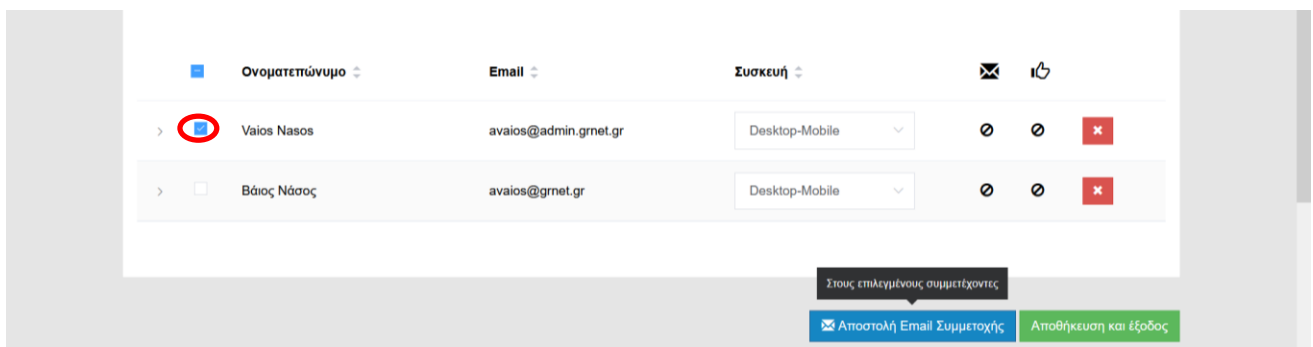 Ονοματεπώνυμο Email Συσκευή
Vaios Nasos avaios@admin.grnet.gr Desktop-Mobile
Βάιος Νάσος avaios@grnet.gr Desktop-Mobile
Στους επιλεγμένους συμμετέχοντες
Αποστολή Email Συμμετοχής Αποθήκευση και έξοδος